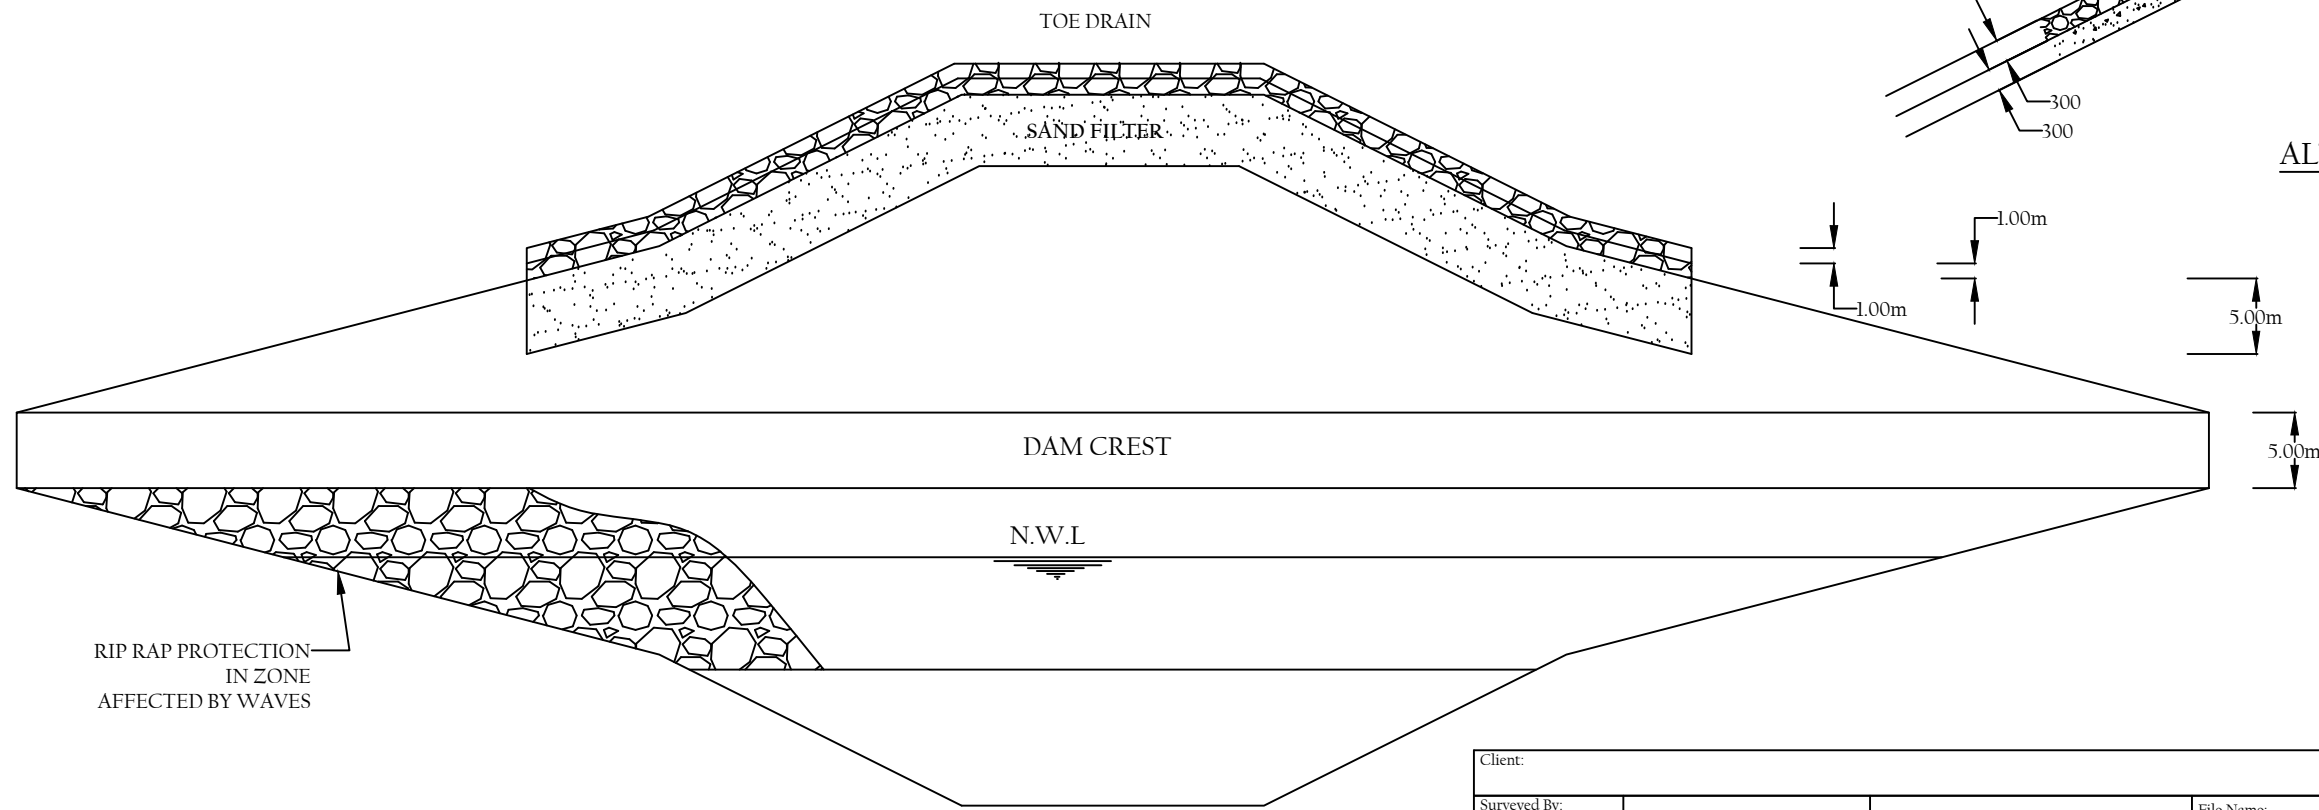 TOE DRAIN
300
SAND FILTER
300
AL
1.00m
1.00m
5.00m
DAM CREST
5.00m
N.W.L
RIP RAP PROTECTION
IN ZONE
AFFECTED BY WAVES
Client:
Surveyed By:
File Name: